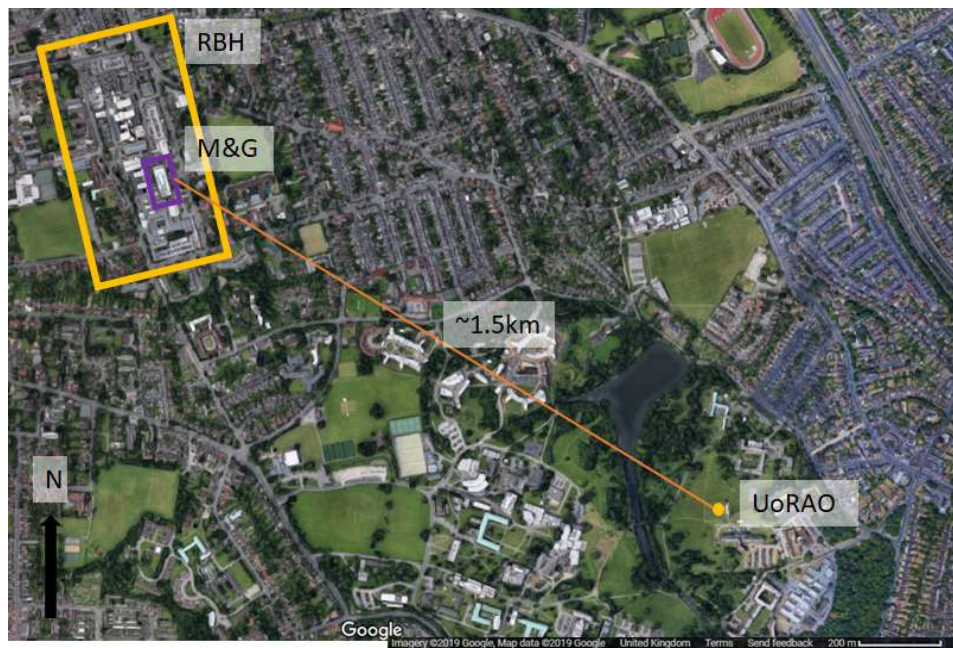 RBH
M&G
~1.5km
N
UoRAO
Google
Imagery ©2019 Google, Map data ©2019 Google United Kingdom Terms Send feedback 200 m